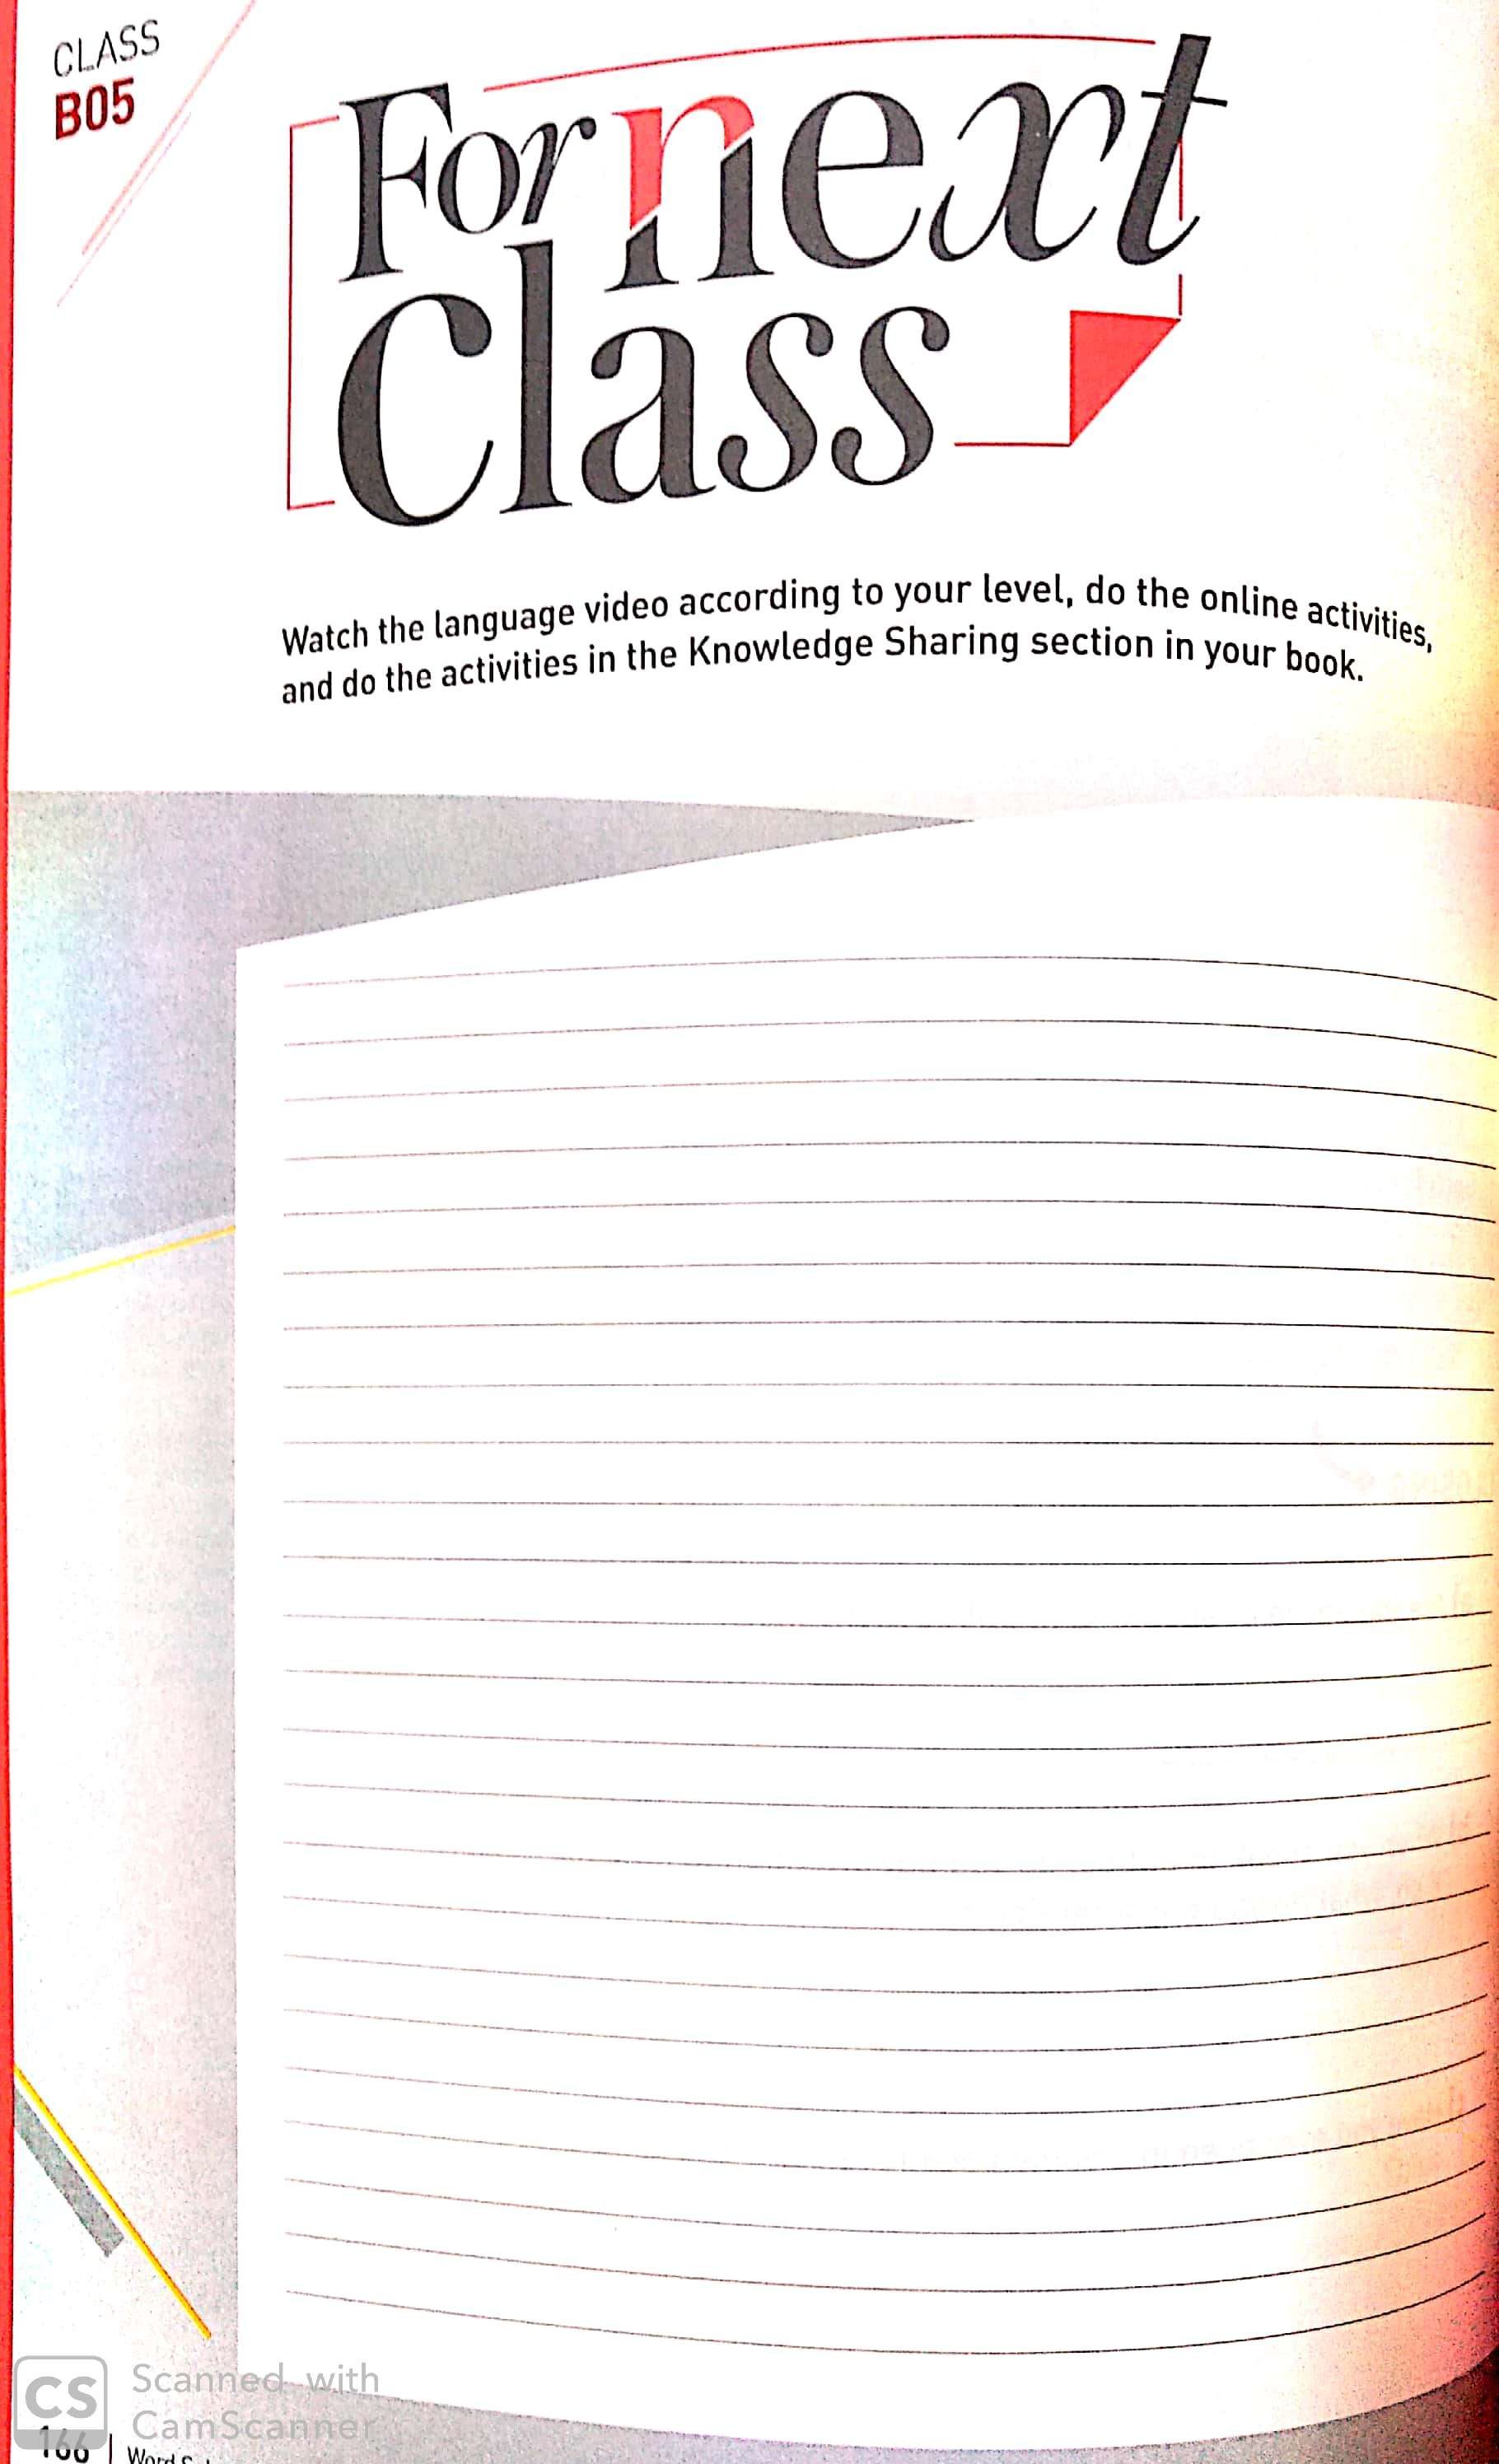 CLASS
B05
For next
Class
Watch the language video according to your level, do the online activities,
and do the activities in the Knowledge Sharing section in your book.
CS
Scanned with
CamScanner
166 | Word